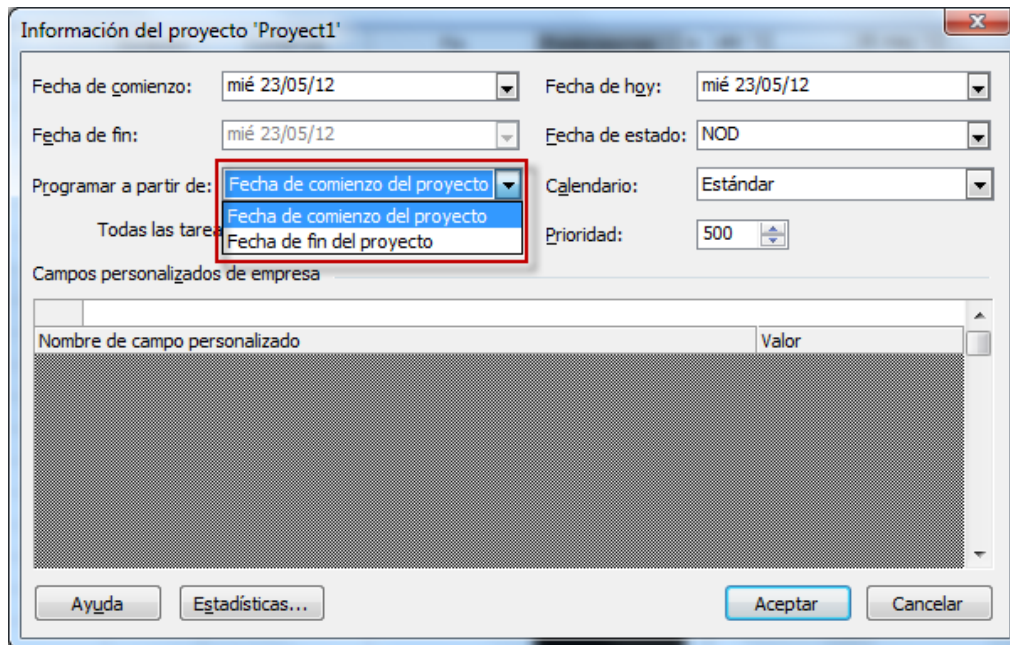 Información del proyecto 'Proyect1'
Fecha de comienzo: mié 23/05/12 Fecha de hoy: mié 23/05/12
Fecha de fin: mié 23/05/12 Fecha de estado: NOD
Programar a partir de: Fecha de comienzo del proyecto Calendario: Estándar
Fecha de comienzo del proyecto
Todas las tarea Fecha de fin del proyecto Prioridad: 500
Campos personalizados de empresa
Nombre de campo personalizado Valor
Ayuda Estadísticas... Aceptar Cancelar